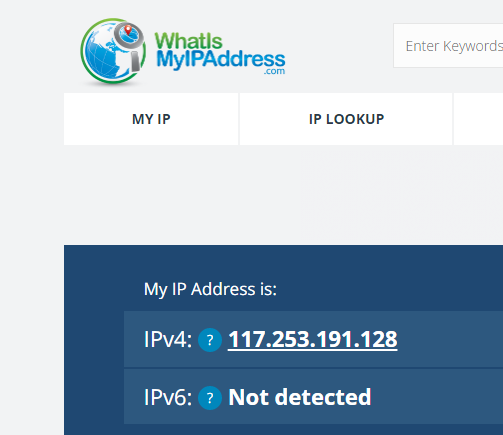 WhatIs
MyIPAddress
.com
Enter Keywords
MY IP
IP LOOKUP
My IP Address is:
IPv4: ? 117.253.191.128
IPv6: ? Not detected